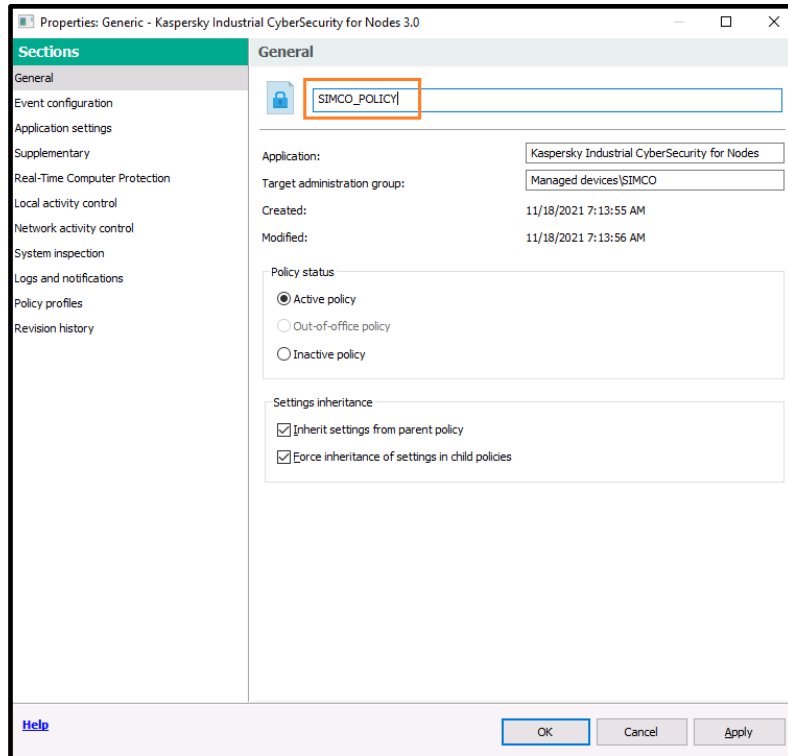 Properties: Generic - Kaspersky Industrial CyberSecurity for Nodes 3.0
Sections
General
Event configuration
Application settings
Supplementary
Real-Time Computer Protection
Local activity control
Network activity control
System inspection
Logs and notifications
Policy profiles
Revision history
General
SIMCO_POLICY
Application: Kaspersky Industrial CyberSecurity for Nodes
Target administration group: Managed devices\SIMCO
Created: 11/18/2021 7:13:55 AM
Modified: 11/18/2021 7:13:56 AM
Policy status
Active policy
Out-of-office policy
Inactive policy
Settings inheritance
Inherit settings from parent policy
Force inheritance of settings in child policies
Help
OK Cancel Apply